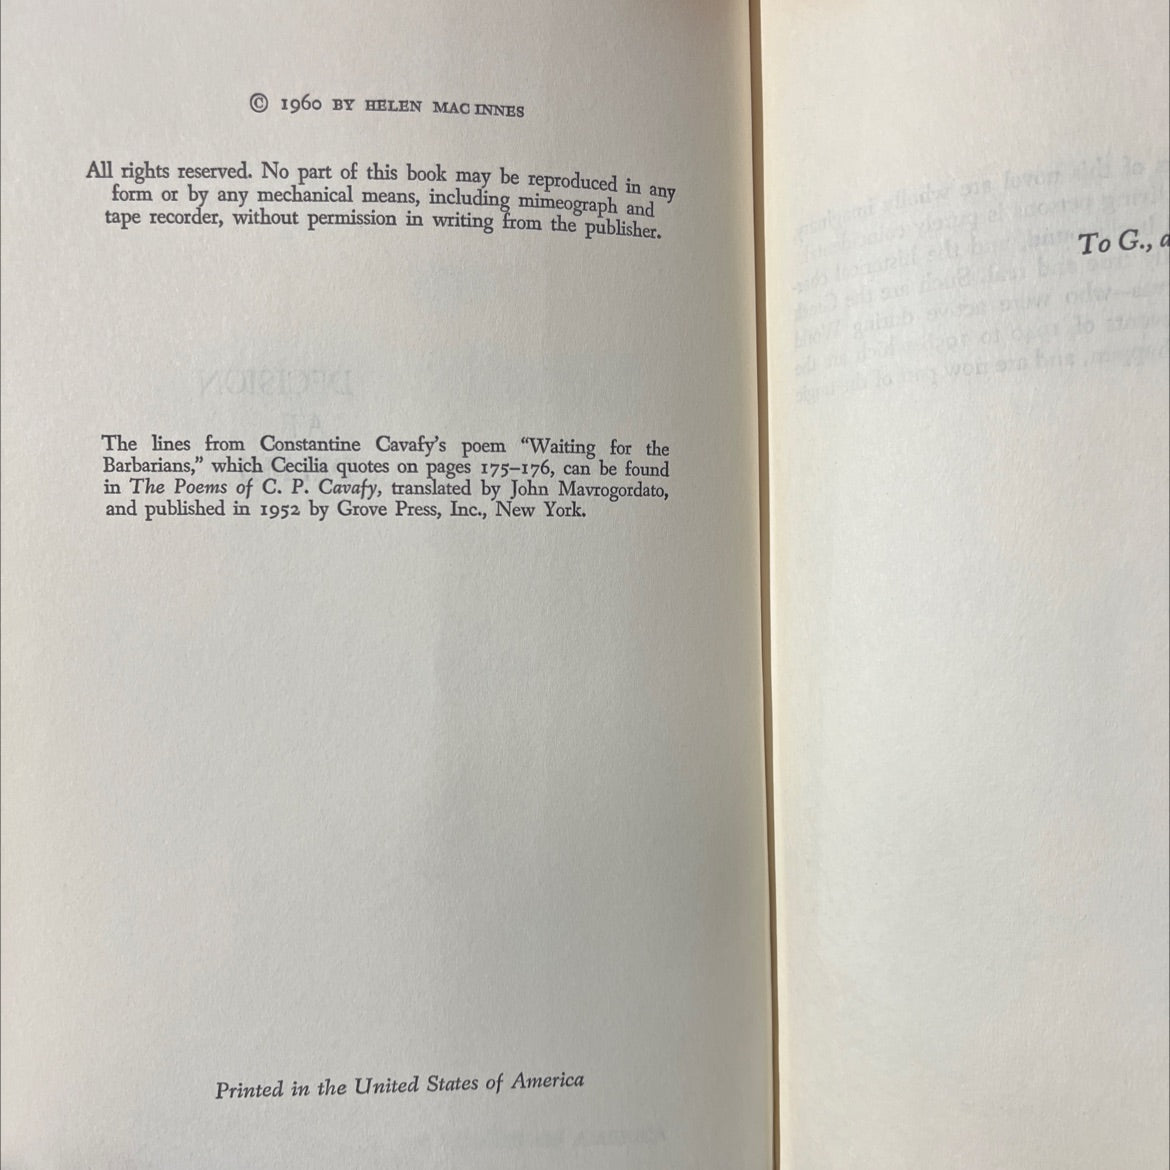 © 1960 BY HELEN MAC INNES
All rights reserved. No part of this book may be reproduced in any
form or by any mechanical means, including mimeograph and
tape recorder, without permission in writing from the publisher.
The lines from Constantine Cavafy's poem “Waiting for the
Barbarians,” which Cecilia quotes on pages 175–176, can be found
in The Poems of C. P. Cavafy, translated by John Mavrogordato,
and published in 1952 by Grove Press, Inc., New York.
Printed in the United States of America
To G., a